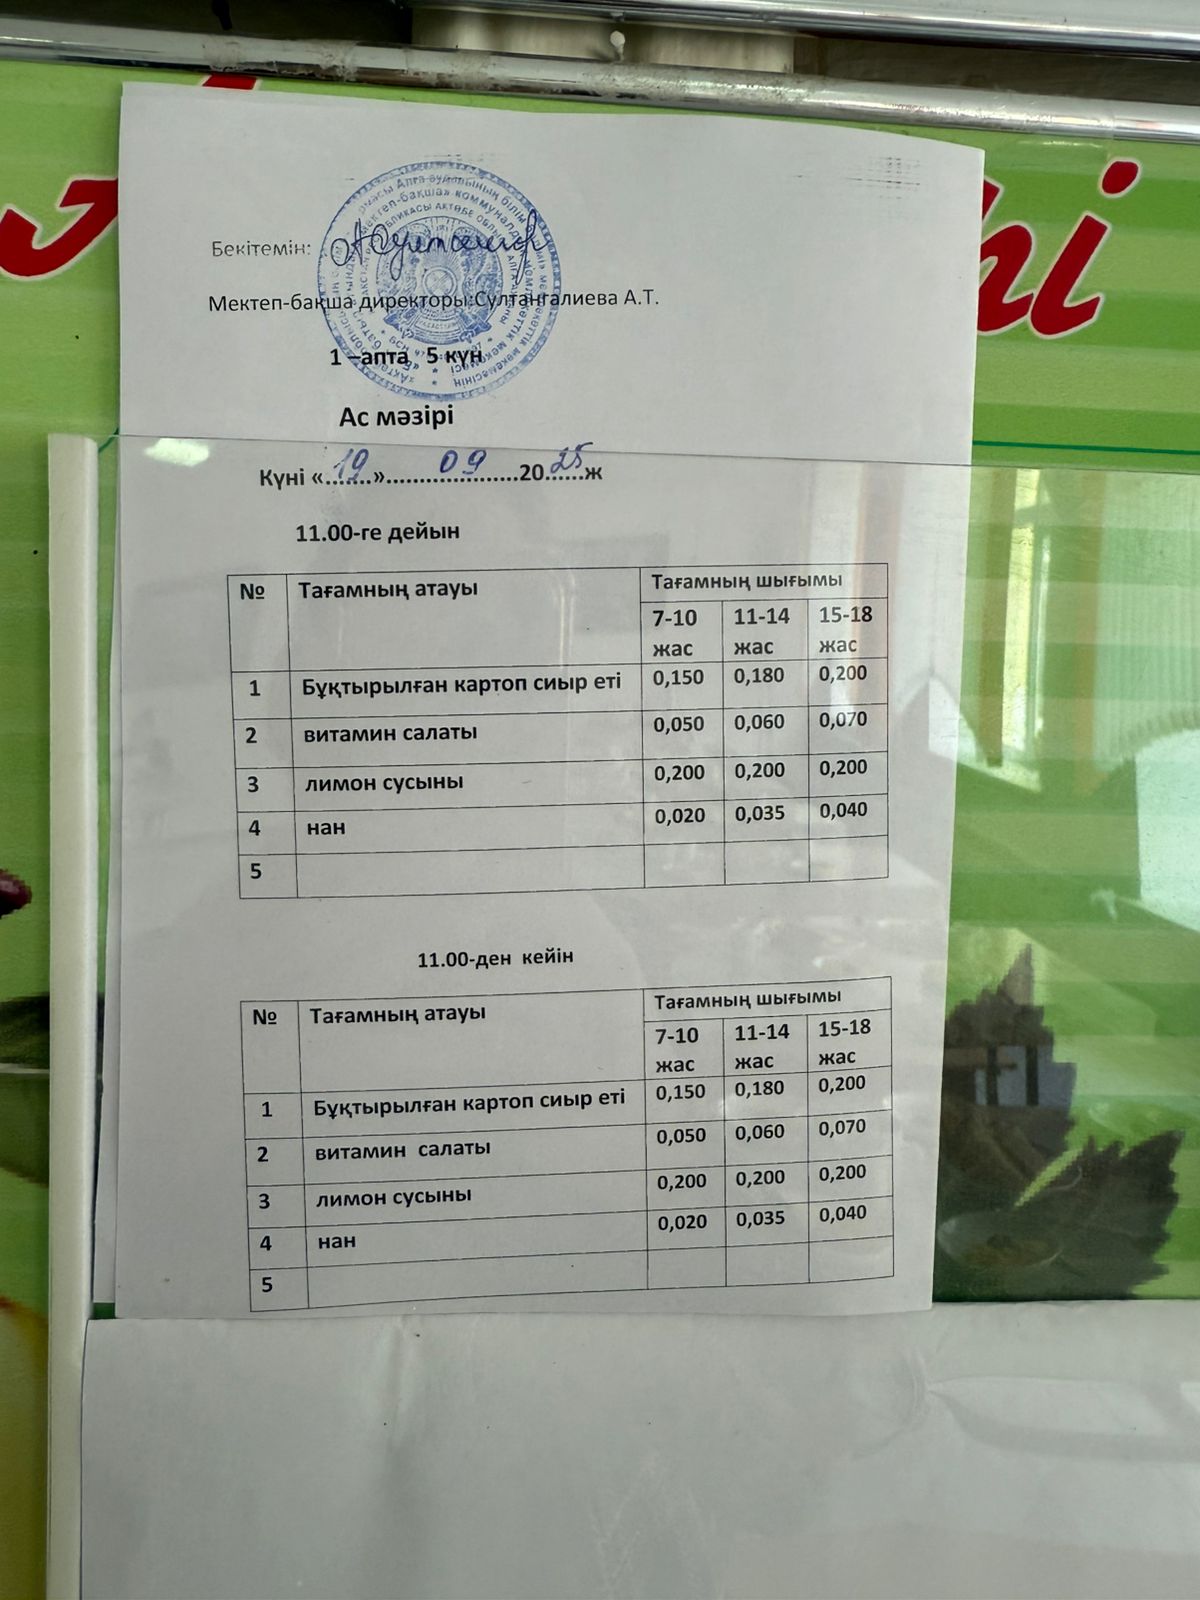 Бекітемін:
Мектеп-бақша директоры:Султангалиева А.Т.
1 –апта 5 күн
Ас мәзірі
Күні «..19..»........09.........2025...ж
11.00-ге дейын
№ Тағамның атауы Тағамның шығымы
7-10 жас 11-14 жас 15-18 жас
1 Бұқтырылған картоп сиыр еті 0,150 0,180 0,200
2 витамин салаты 0,050 0,060 0,070
3 лимон сусыны 0,200 0,200 0,200
4 нан 0,020 0,035 0,040
5
11.00-ден кейін
№ Тағамның атауы Тағамның шығымы
7-10 жас 11-14 жас 15-18 жас
1 Бұқтырылған картоп сиыр еті 0,150 0,180 0,200
2 витамин салаты 0,050 0,060 0,070
3 лимон сусыны 0,200 0,200 0,200
4 нан 0,020 0,035 0,040
5